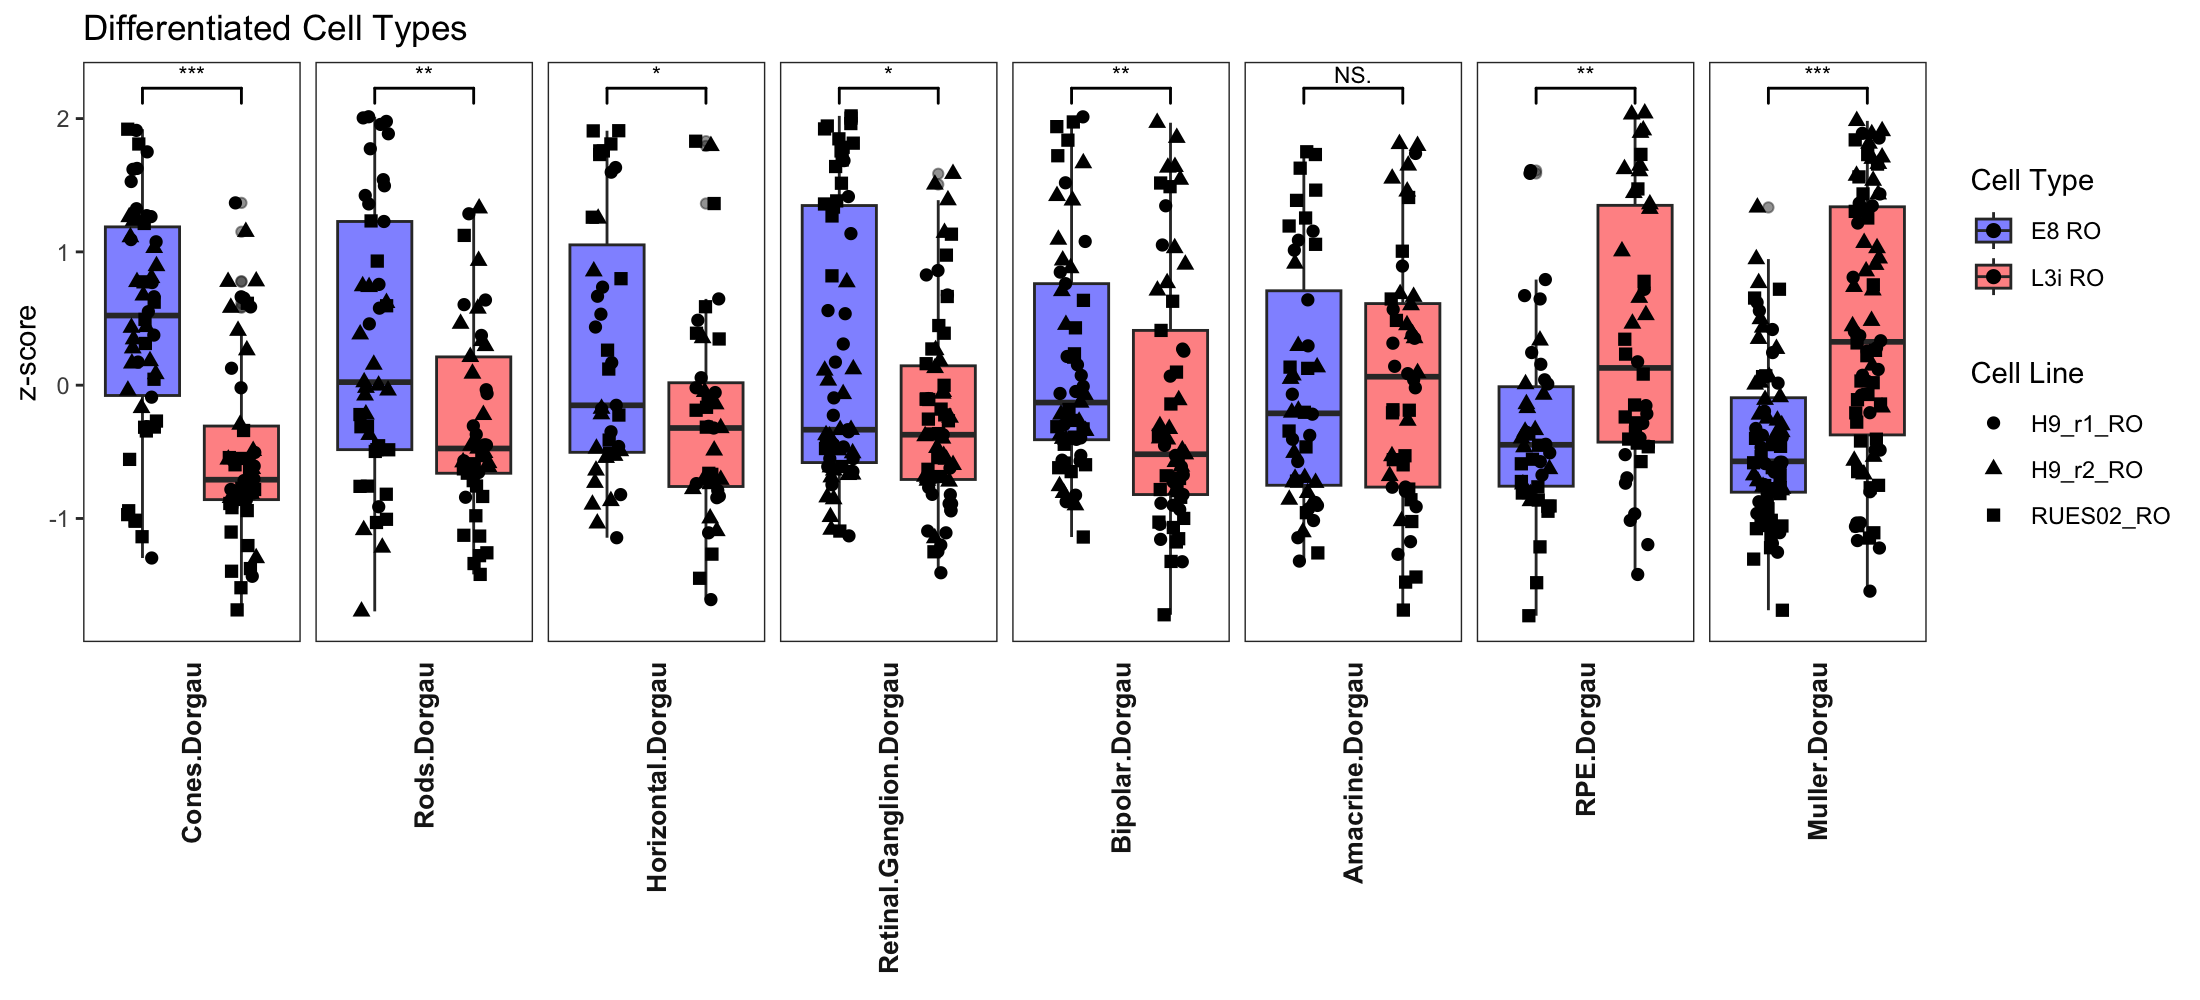 Differentiated Cell Types
*** ** * * ** NS. ** ***
z-score
2
1
0
-1
Cones.Dorgau
Rods.Dorgau
Horizontal.Dorgau
Retinal.Ganglion.Dorgau
Bipolar.Dorgau
Amacrine.Dorgau
RPE.Dorgau
Muller.Dorgau
Cell Type
E8 RO
L3i RO
Cell Line
H9_r1_RO
H9_r2_RO
RUES02_RO